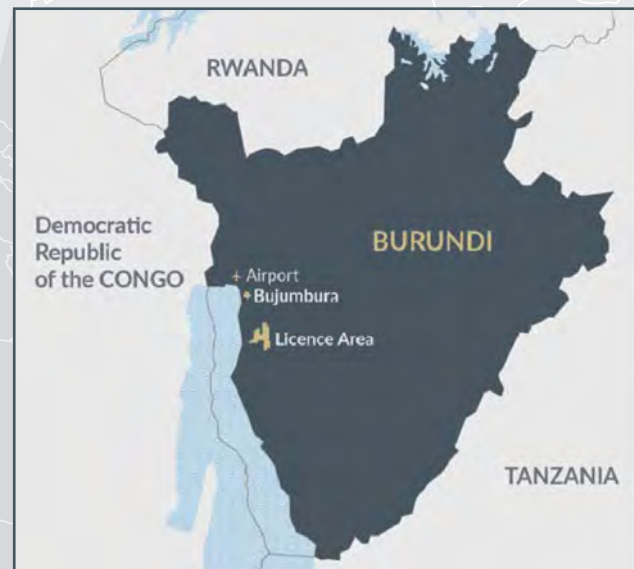 RWANDA
Democratic
Republic
of the CONGO
BURUNDI
Airport
Bujumbura
Licence Area
TANZANIA